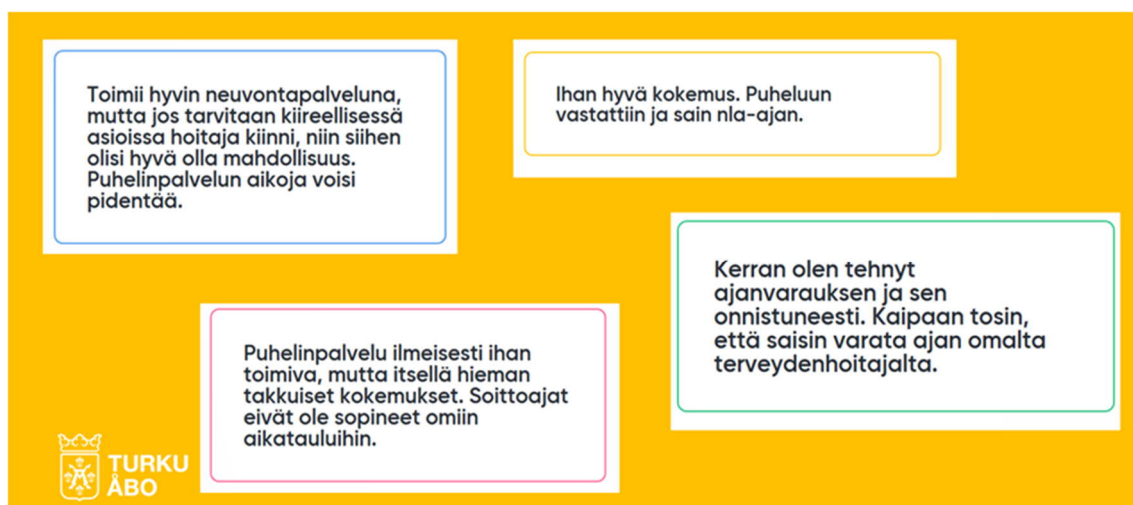 Toimii hyvin neuvontapalveluna,
mutta jos tarvitaan kiireellisessä
asioissa hoitaja kiinni, niin siihen
olisi hyvä olla mahdollisuus.
Puhelinpalvelun aikoja voisi
pidentää.
Ihan hyvä kokemus. Puheluun
vastattiin ja sain nla-ajan.
Kerran olen tehnyt
ajanvarauksen ja sen
onnistuneesti. Kaipaan tosin,
että saisin varata ajan omalta
terveydenhoitajalta.
Puhelinpalvelu ilmeisesti ihan
toimiva, mutta itsellä hieman
takkuiset kokemukset. Soittoajat
eivät ole sopineet omiin
aikatauluihin.
TURKU
ÅBO